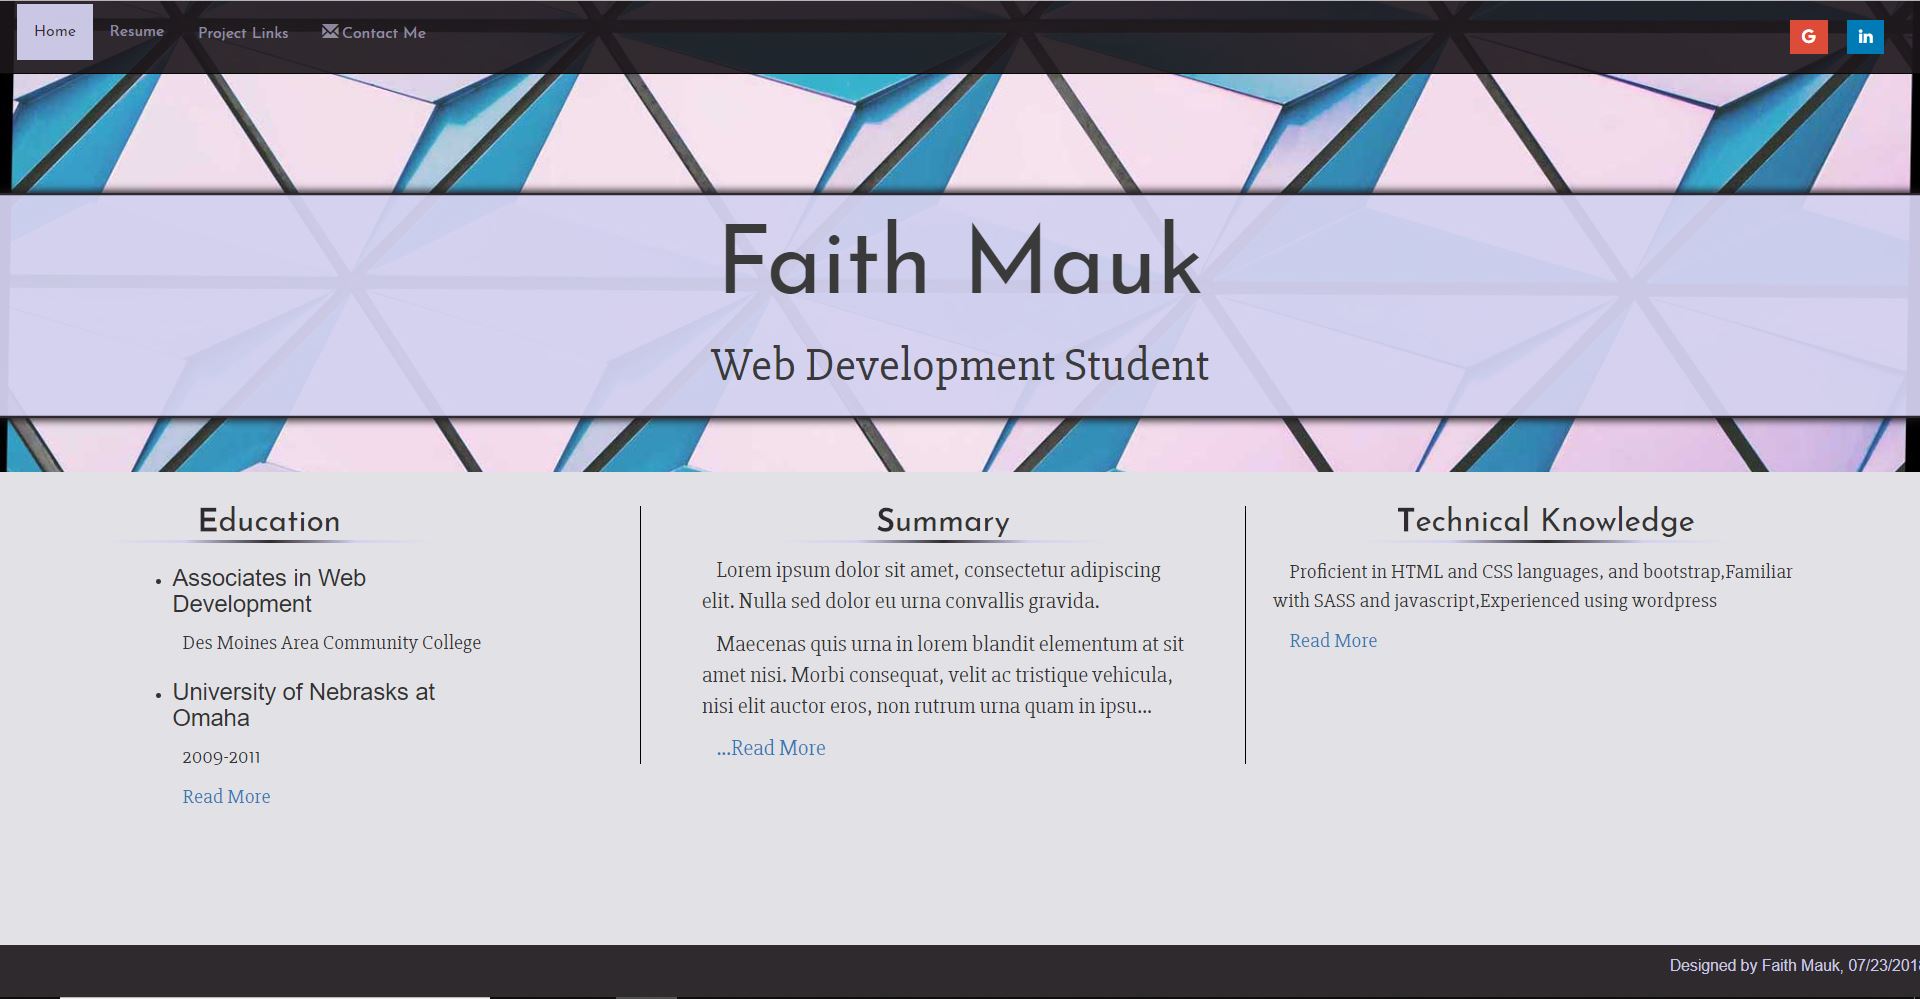 Home Resume Project Links Contact Me G in
Faith Mauk
Web Development Student
Education
Associates in Web
Development
Des Moines Area Community College
University of Nebrasks at
Omaha
2009-2011
Read More
Summary
Lorem ipsum dolor sit amet, consectetur adipiscing
elit. Nulla sed dolor eu urna convallis gravida.
Maecenas quis urna in lorem blandit elementum at sit
amet nisi. Morbi consequat, velit ac tristique vehicula,
nisi elit auctor eros, non rutrum urna quam in ipsu...
...Read More
Technical Knowledge
Proficient in HTML and CSS languages, and bootstrap,Familiar
with SASS and javascript,Experienced using wordpress
Read More
Designed by Faith Mauk, 07/23/201